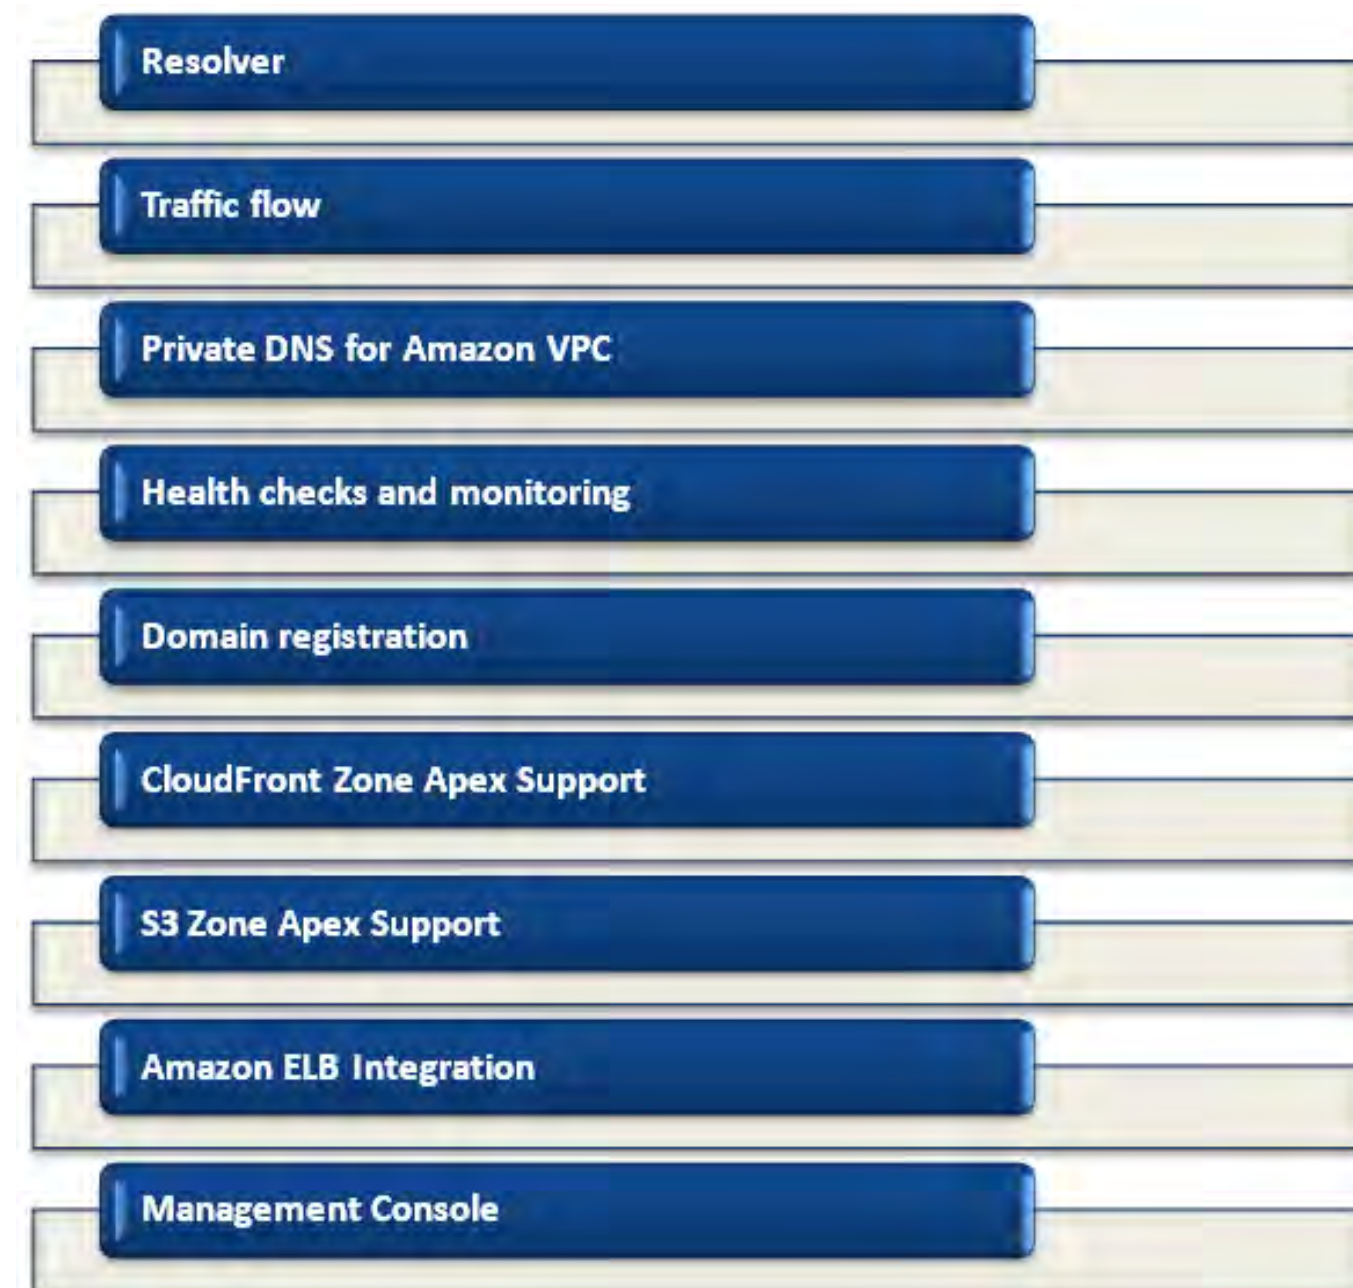 Resolver
Traffic flow
Private DNS for Amazon VPC
Health checks and monitoring
Domain registration
CloudFront Zone Apex Support
S3 Zone Apex Support
Amazon ELB Integration
Management Console